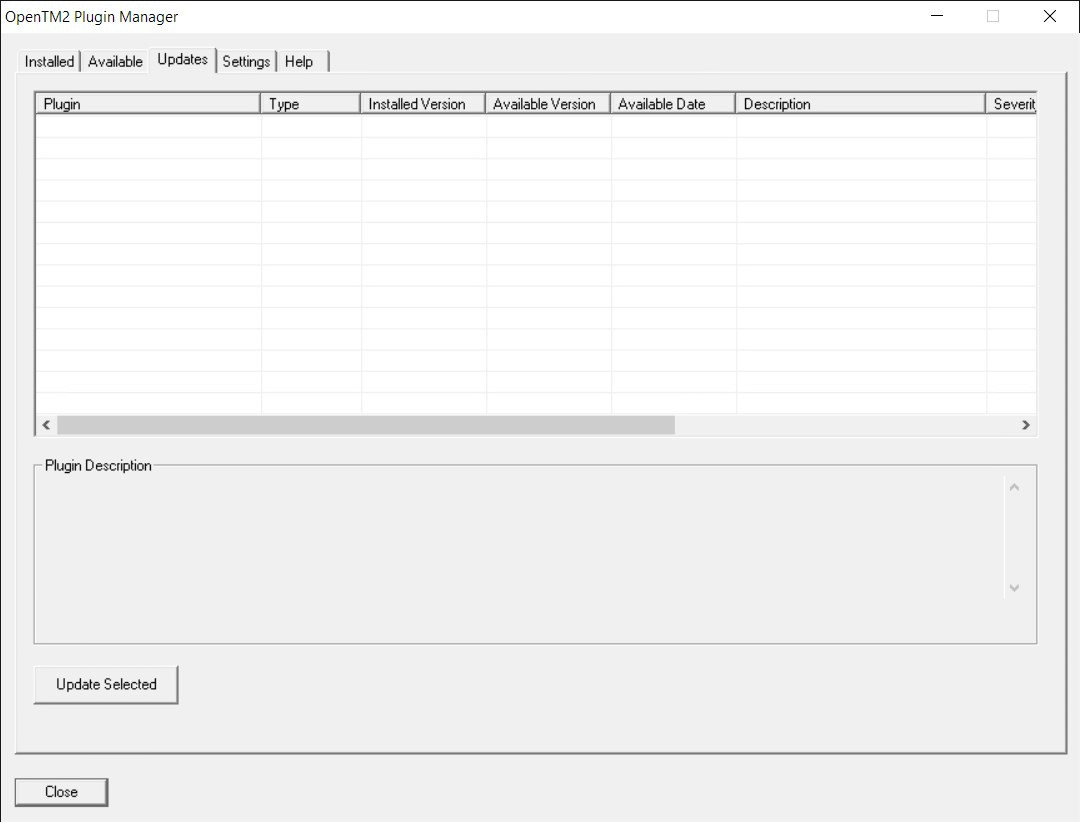 OpenTM2 Plugin Manager
Installed Available Updates Settings Help
Plugin Type Installed Version Available Version Available Date Description Severit
Plugin Description
Update Selected
Close